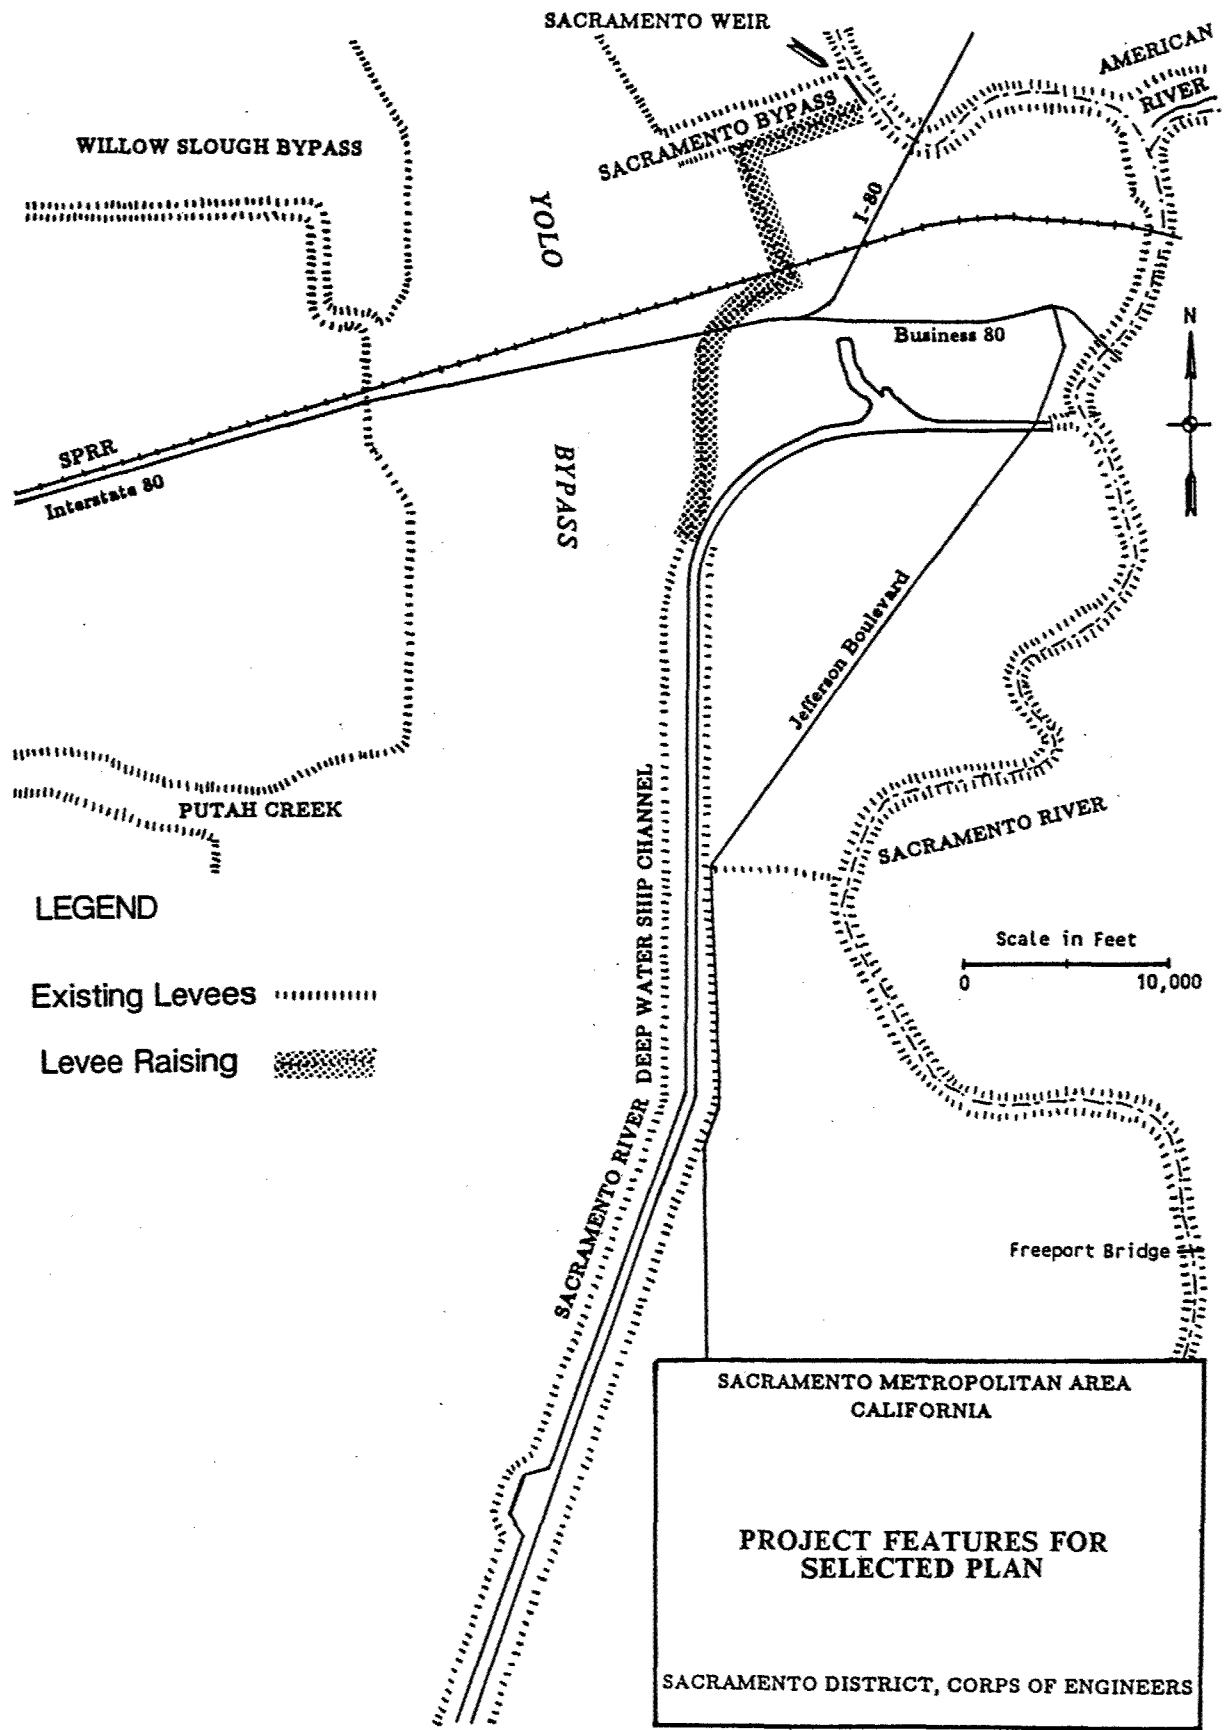 SACRAMENTO WEIR
AMERICAN
RIVER
SACRAMENTO BYPASS
WILLOW SLOUGH BYPASS
YOLO
I-80
N
Business 80
SPRR
Interstate 80
BYPASS
Jefferson Boulevard
PUTAH CREEK
SACRAMENTO RIVER
SACRAMENTO RIVER DEEP WATER SHIP CHANNEL
LEGEND
Existing Levees
Levee Raising
Scale in Feet
0 10,000
Freeport Bridge
SACRAMENTO METROPOLITAN AREA
CALIFORNIA
PROJECT FEATURES FOR
SELECTED PLAN
SACRAMENTO DISTRICT, CORPS OF ENGINEERS